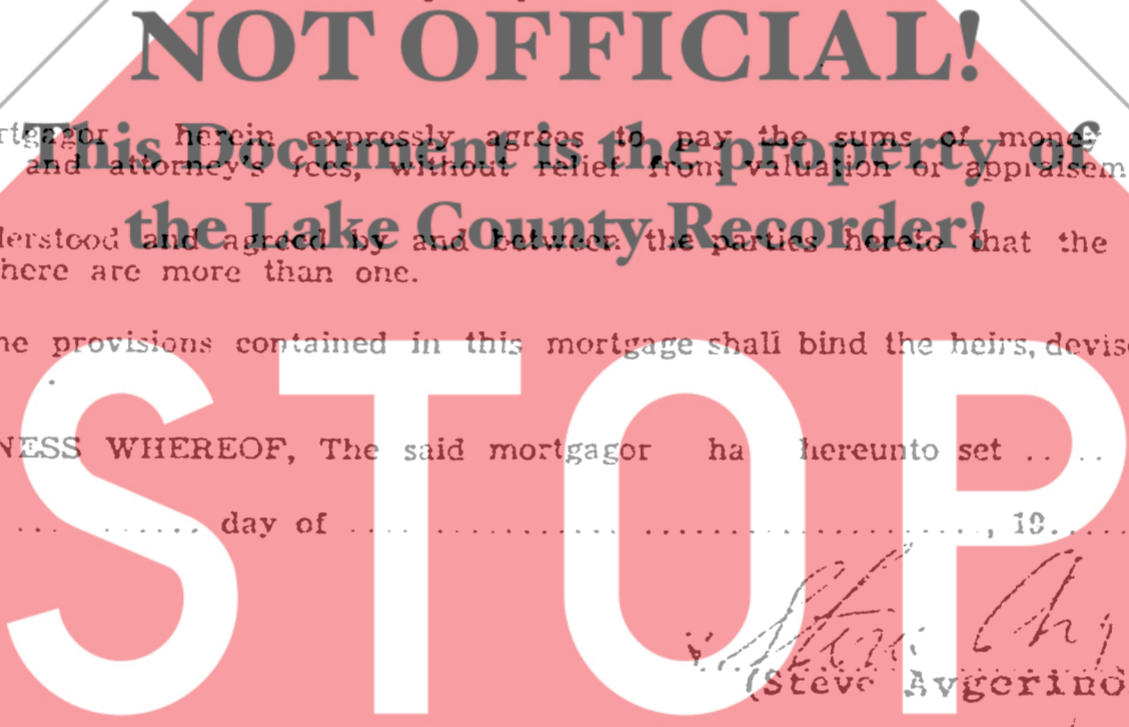 NOT OFFICIAL!
This Document is the property of
the Lake County Recorder!
STOP
rtgagor herein expressly agrees to pay the sums of money
and attorney's fees, without relief from valuation or appraisem
derstood and agreed by and between the parties hereto that the
here are more than one.
he provisions contained in this mortgage shall bind the heirs, devise
NESS WHEREOF, The said mortgagor ha hereunto set .. ..
.... ...... day of ........................................, 19....
(Steve Avgerino